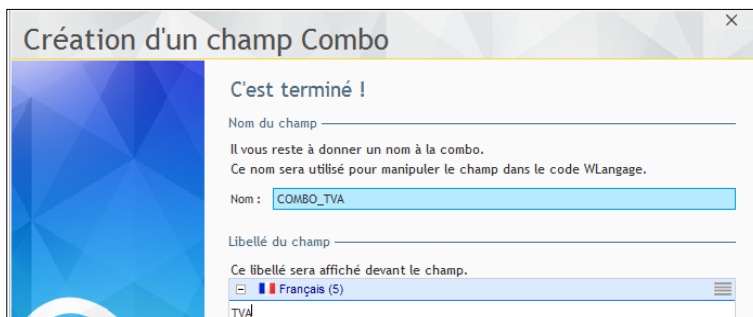 Création d'un champ Combo
C'est terminé !
Nom du champ
Il vous reste à donner un nom à la combo.
Ce nom sera utilisé pour manipuler le champ dans le code WLangage.
Nom : COMBO_TVA
Libellé du champ
Ce libellé sera affiché devant le champ.
Français (5)
TVA